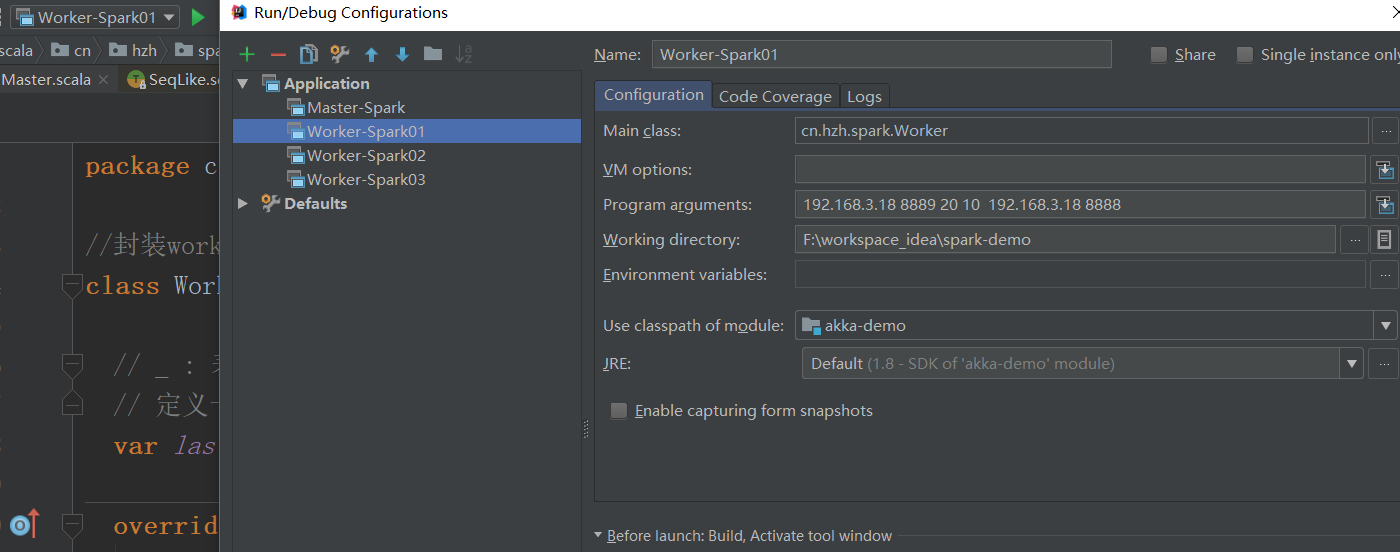 Worker-Spark01
Run/Debug Configurations
scala
cn
hzh
spa
Master.scala
SeqLike.s
package c
//封装work
class Work
// _ :
// 定义
var las
overrid
Application
Master-Spark
Worker-Spark01
Worker-Spark02
Worker-Spark03
Defaults
Name: Worker-Spark01
Share
Single instance only
Configuration
Code Coverage
Logs
Main class: cn.hzh.spark.Worker
VM options:
Program arguments: 192.168.3.18 8889 20 10  192.168.3.18 8888
Working directory: F:\workspace_idea\spark-demo
Environment variables:
Use classpath of module: akka-demo
JRE: Default (1.8 - SDK of 'akka-demo' module)
Enable capturing form snapshots
Before launch: Build, Activate tool window